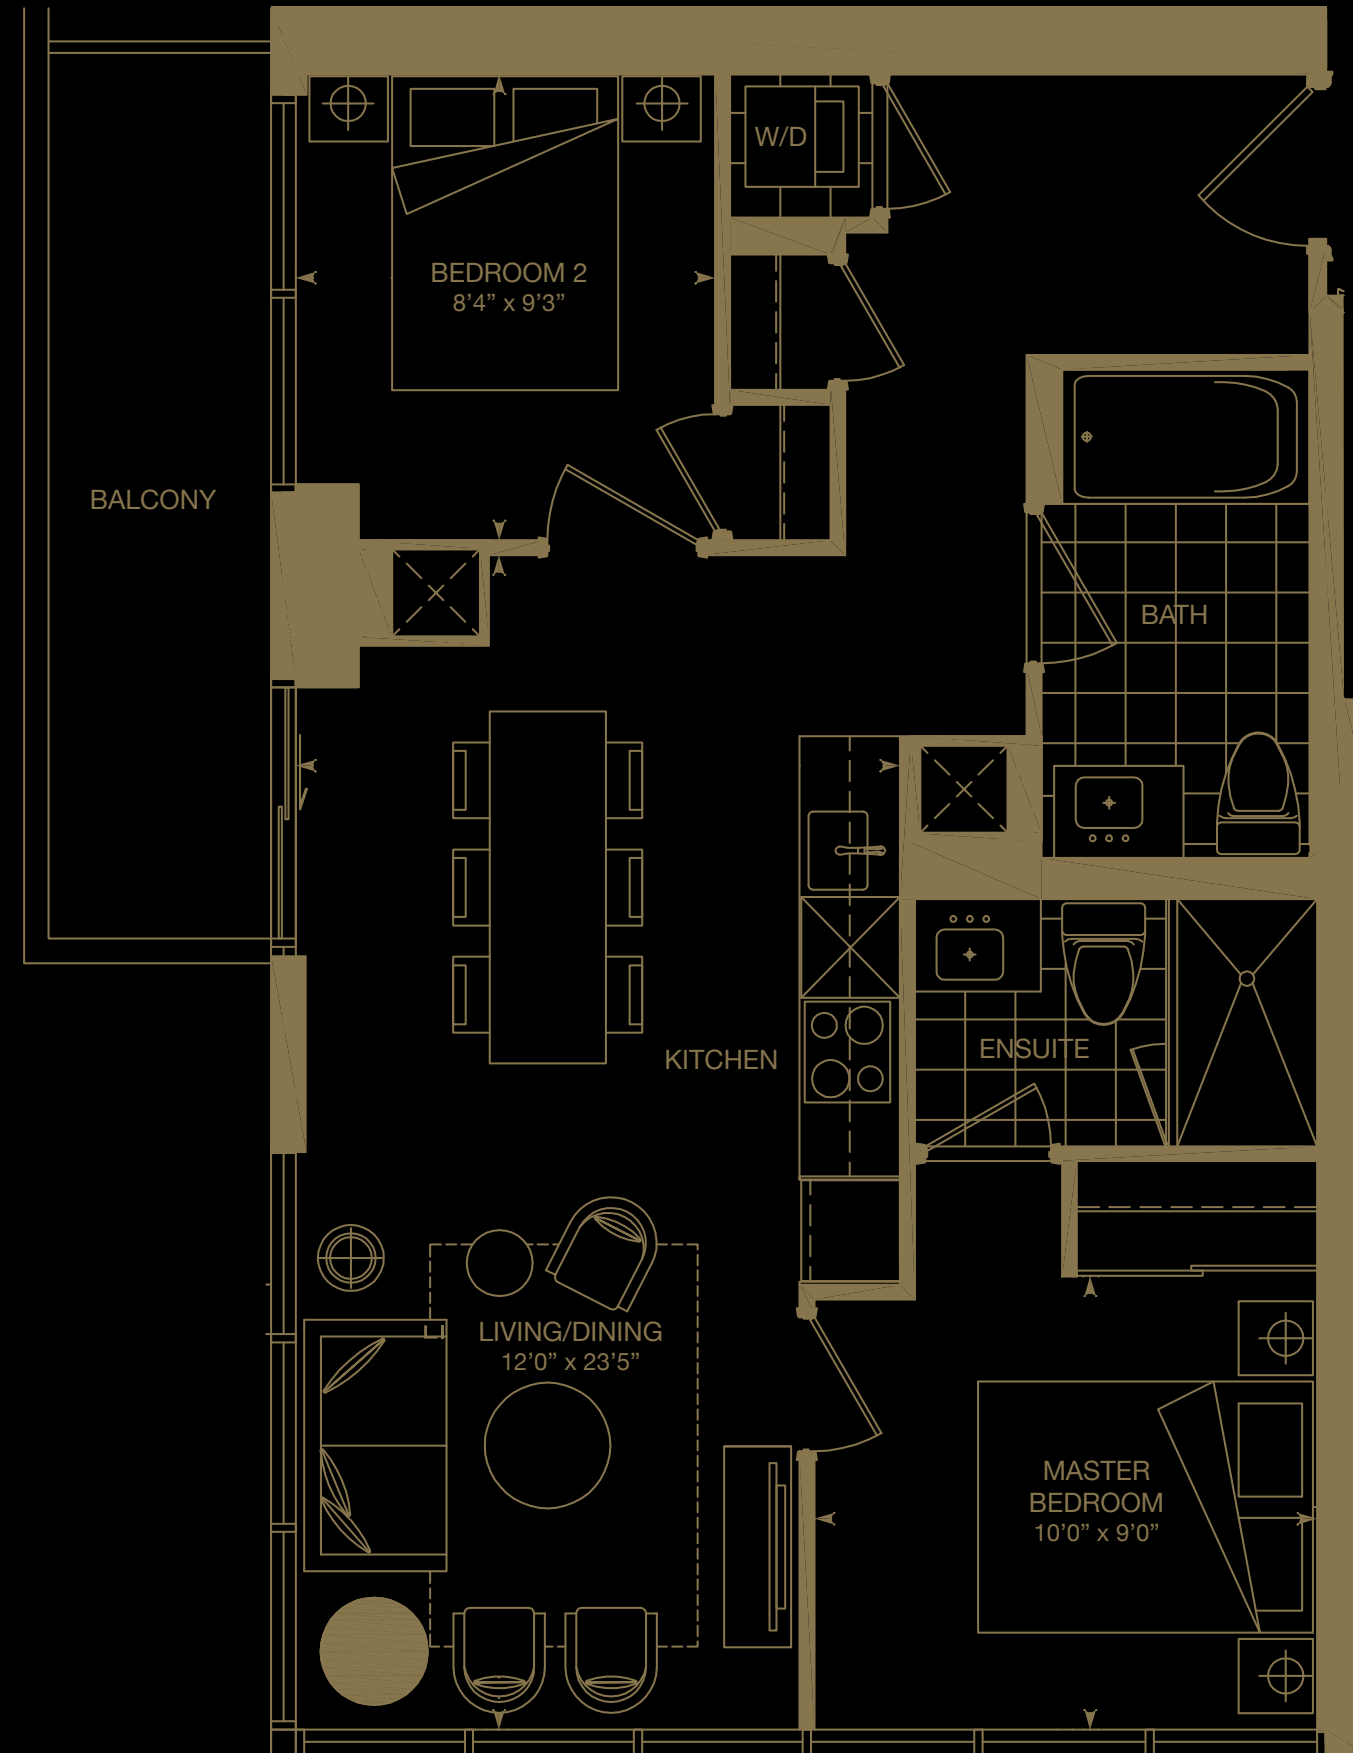 W/D
BEDROOM 2
8’4” x 9’3”
BALCONY
BATH
KITCHEN
ENSUITE
LIVING/DINING
12’0” x 23’5”
MASTER
BEDROOM
10’0” x 9’0”